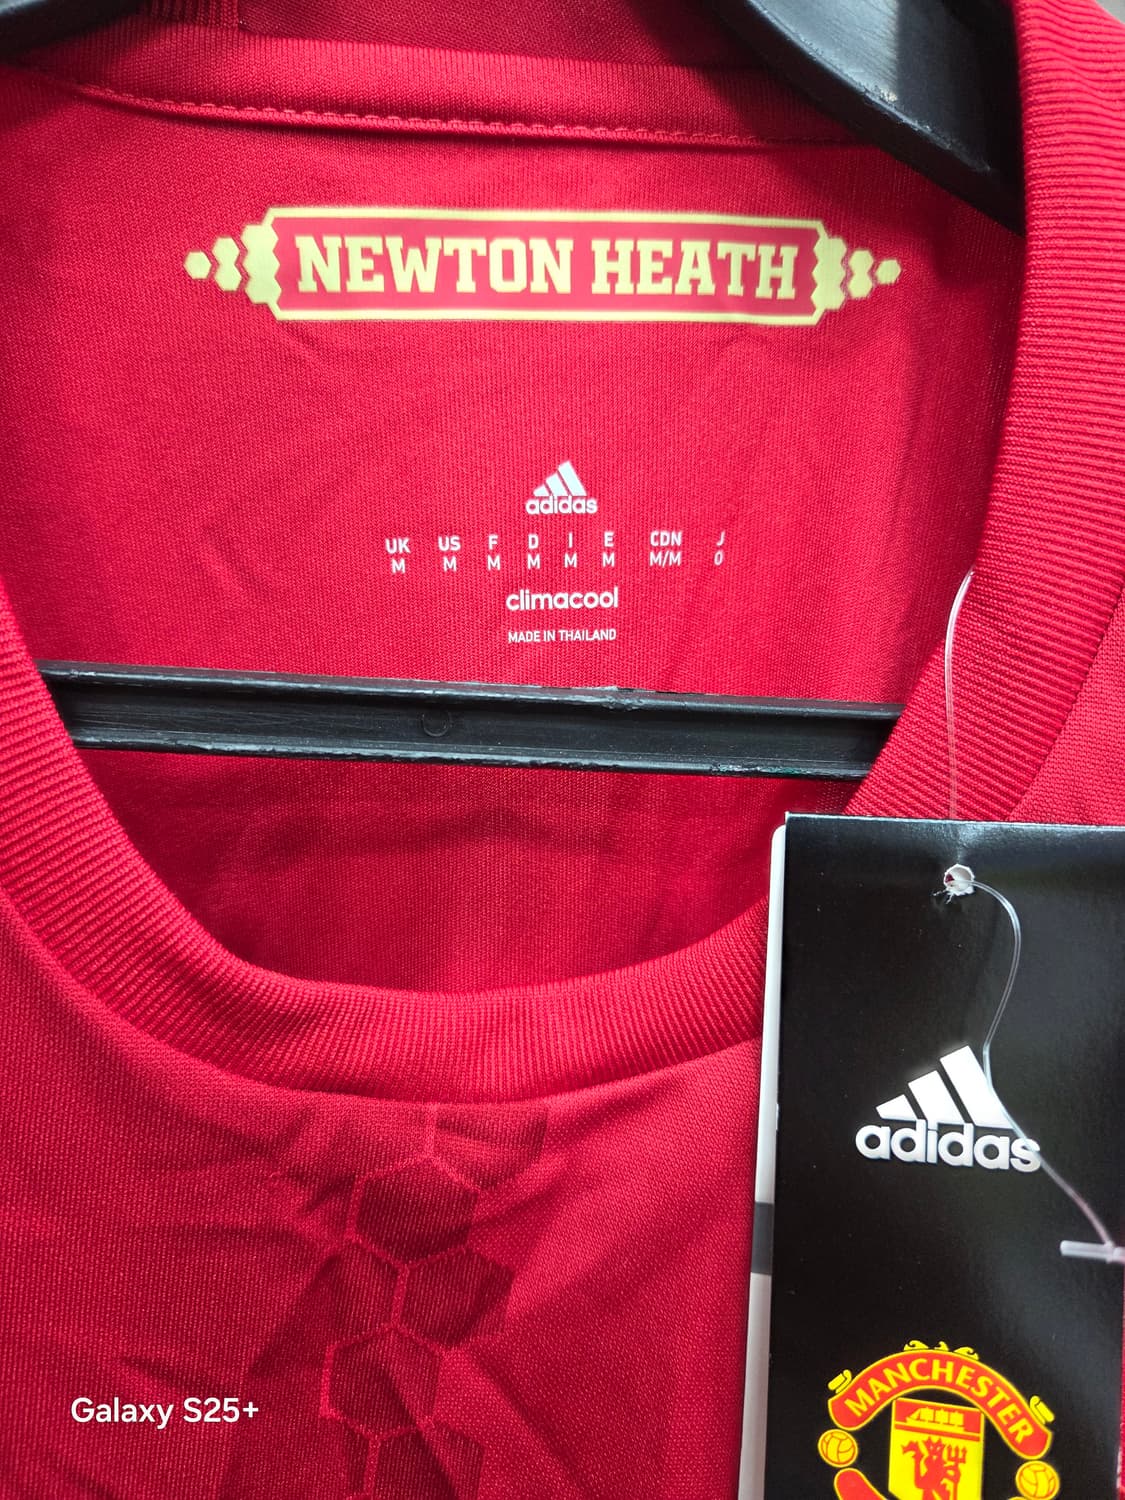 NEWTON HEATH
adidas
UK US F D I E CDN J
M M M M M M M/M O
climacool
MADE IN THAILAND
adidas
MANCHESTER
Galaxy S25+